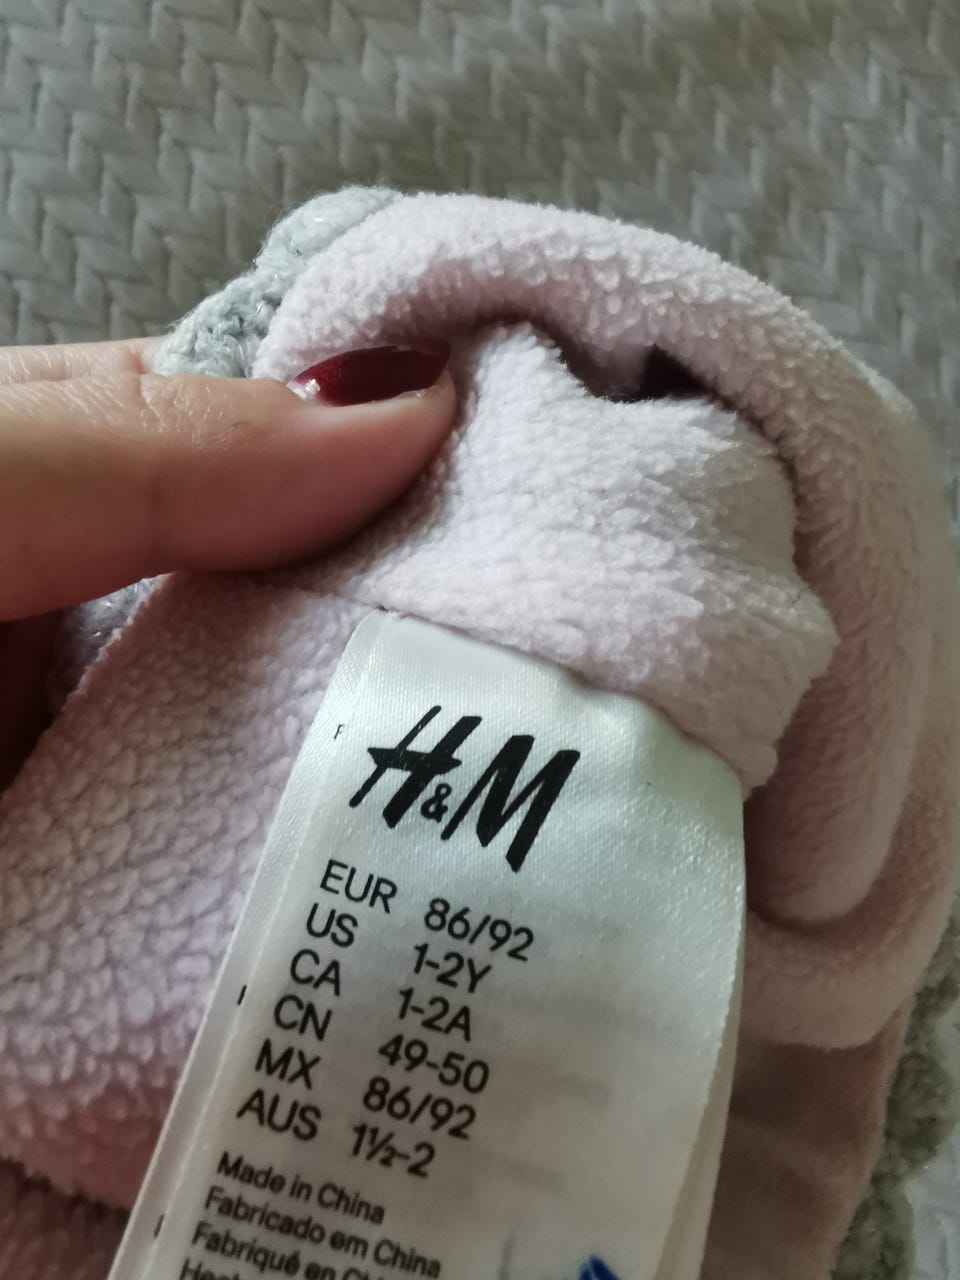 H&M
EUR 86/92
US 1-2Y
CA 1-2A
CN 49-50
MX 86/92
AUS 1½-2
Made in China
Fabricado em China
Fabriqué en